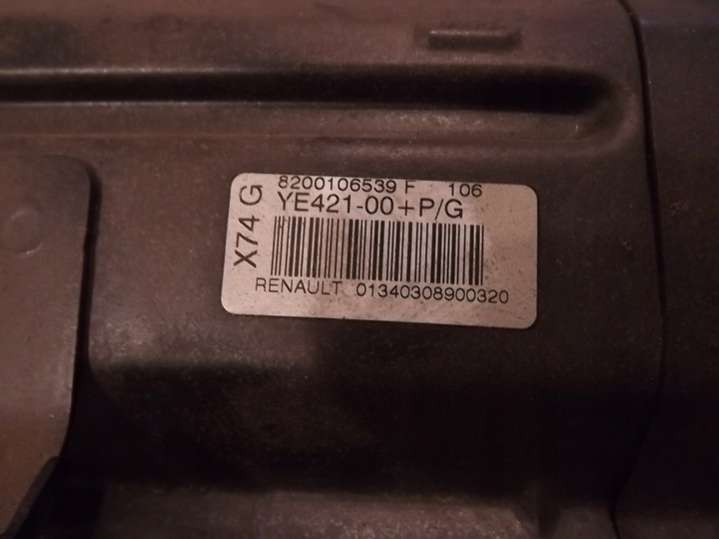 8200106539 F 106
X74 G
YE421-00+P/G
RENAULT 01340308900320